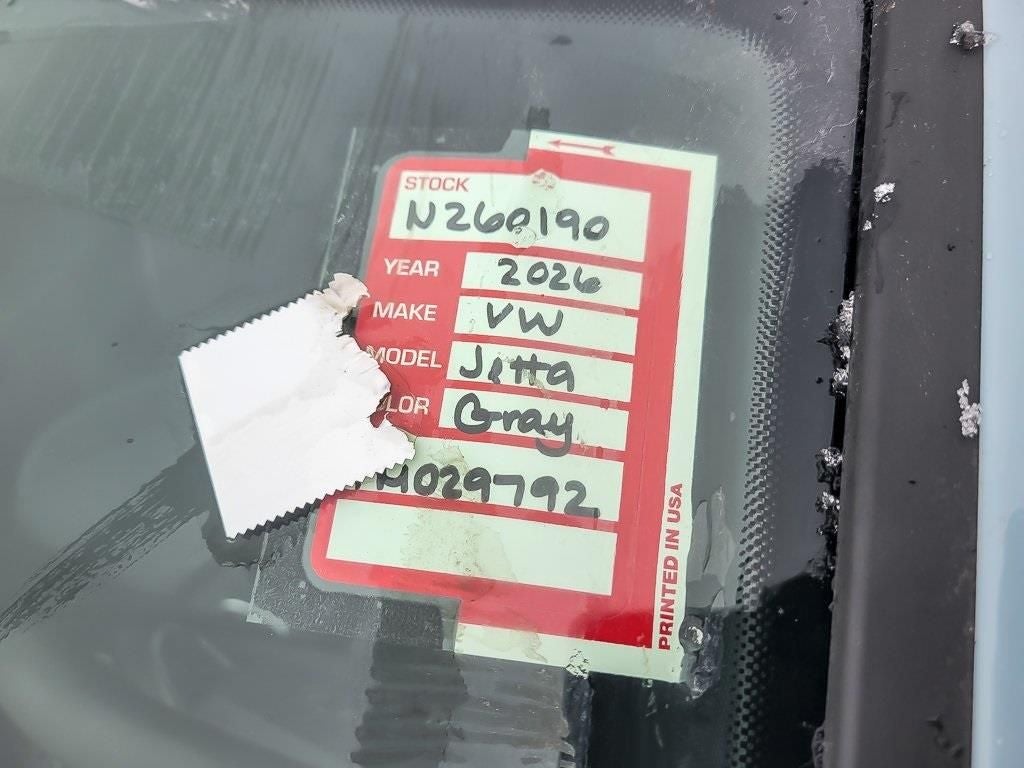 STOCK
N260190
YEAR 2026
MAKE VW
MODEL Jetta
LOR Gray
M029792
PRINTED IN USA